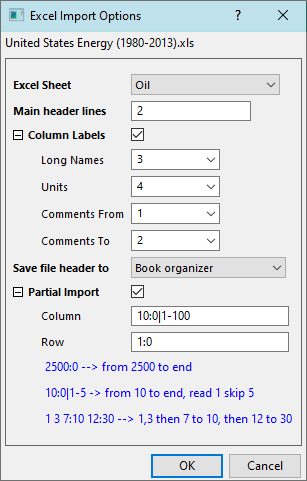 Excel Import Options ? ×
United States Energy (1980-2013).xls
Excel Sheet Oil
Main header lines 2
Column Labels
Long Names 3
Units 4
Comments From 1
Comments To 2
Save file header to Book organizer
Partial Import
Column 10:0|1-100
Row 1:0
2500:0 --> from 2500 to end
10:0|1-5 ~> from 10 to end, read 1 skip 5
1 3 7:10 12:30 --> 1,3 then 7 to 10, then 12 to 30
OK Cancel